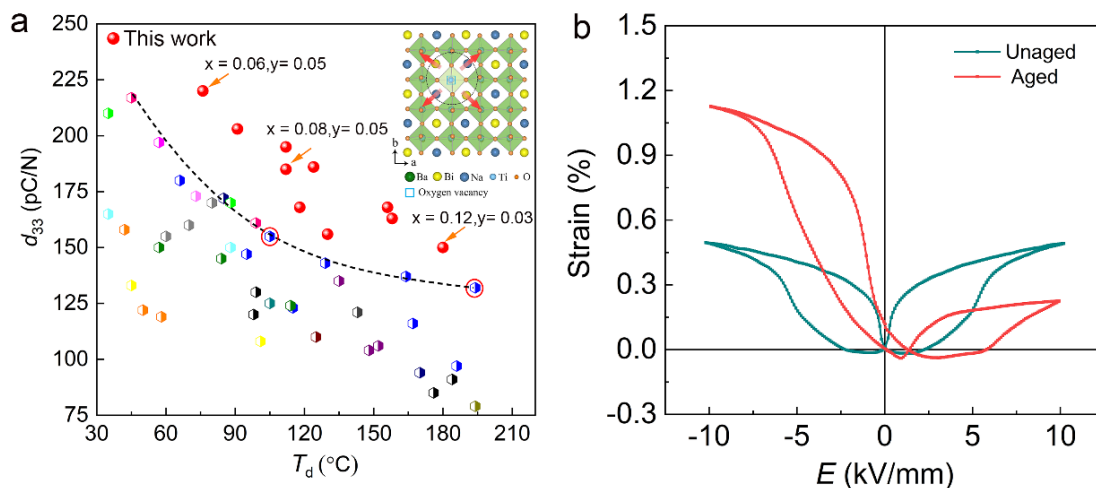 a
This work
x = 0.06,y= 0.05
x = 0.08,y= 0.05
x = 0.12,y= 0.03
b
a
Ba Bi Na Ti O
Oxygen vacancy
250
225
200
175
150
125
100
75
d33 (pC/N)
30 60 90 120 150 180 210
Td (°C)
b
Unaged
Aged
1.5
1.2
0.9
0.6
0.3
0.0
-0.3
Strain (%)
-10 -5 0 5 10
E (kV/mm)